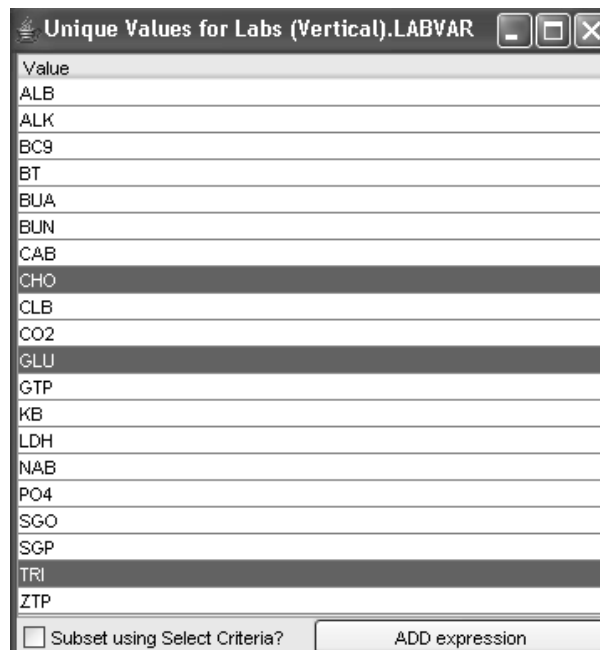 Unique Values for Labs (Vertical).LABVAR
Value
ALB
ALK
BC9
BT
BUA
BUN
CAB
CHO
CLB
CO2
GLU
GTP
KB
LDH
NAB
PO4
SGO
SGP
TRI
ZTP
Subset using Select Criteria? ADD expression